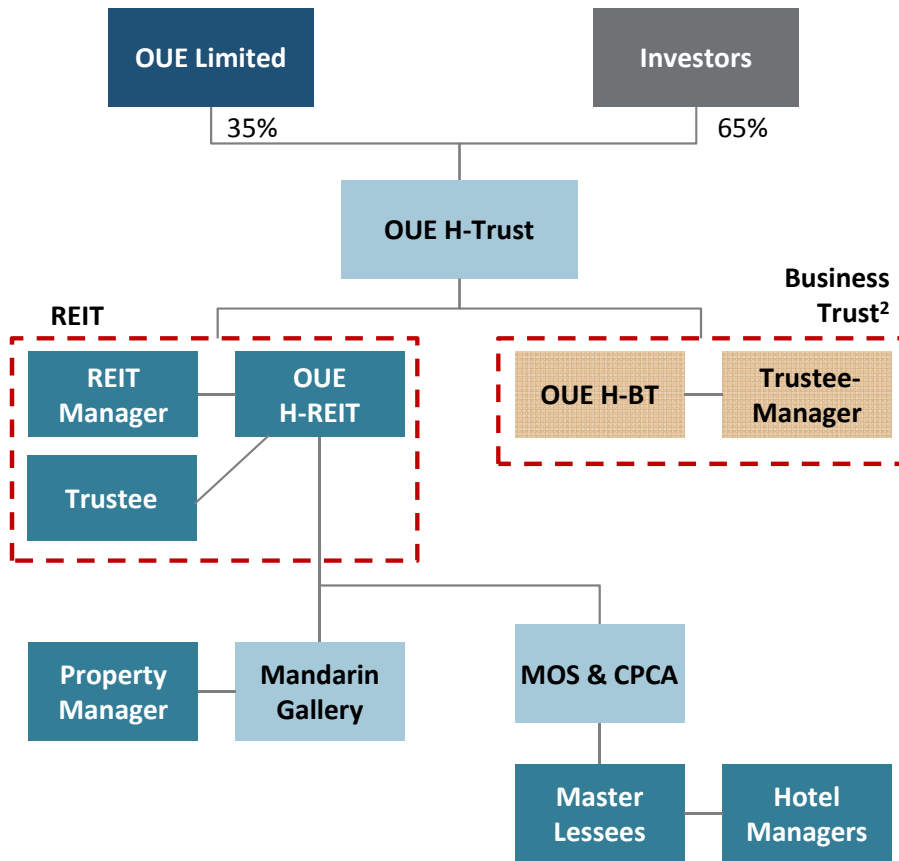 OUE Limited
Investors
35%
65%
OUE H-Trust
REIT
Business
Trust²
REIT
Manager
OUE
H-REIT
Trustee
OUE H-BT
Trustee-
Manager
Property
Manager
Mandarin
Gallery
MOS & CPCA
Master
Lessees
Hotel
Managers